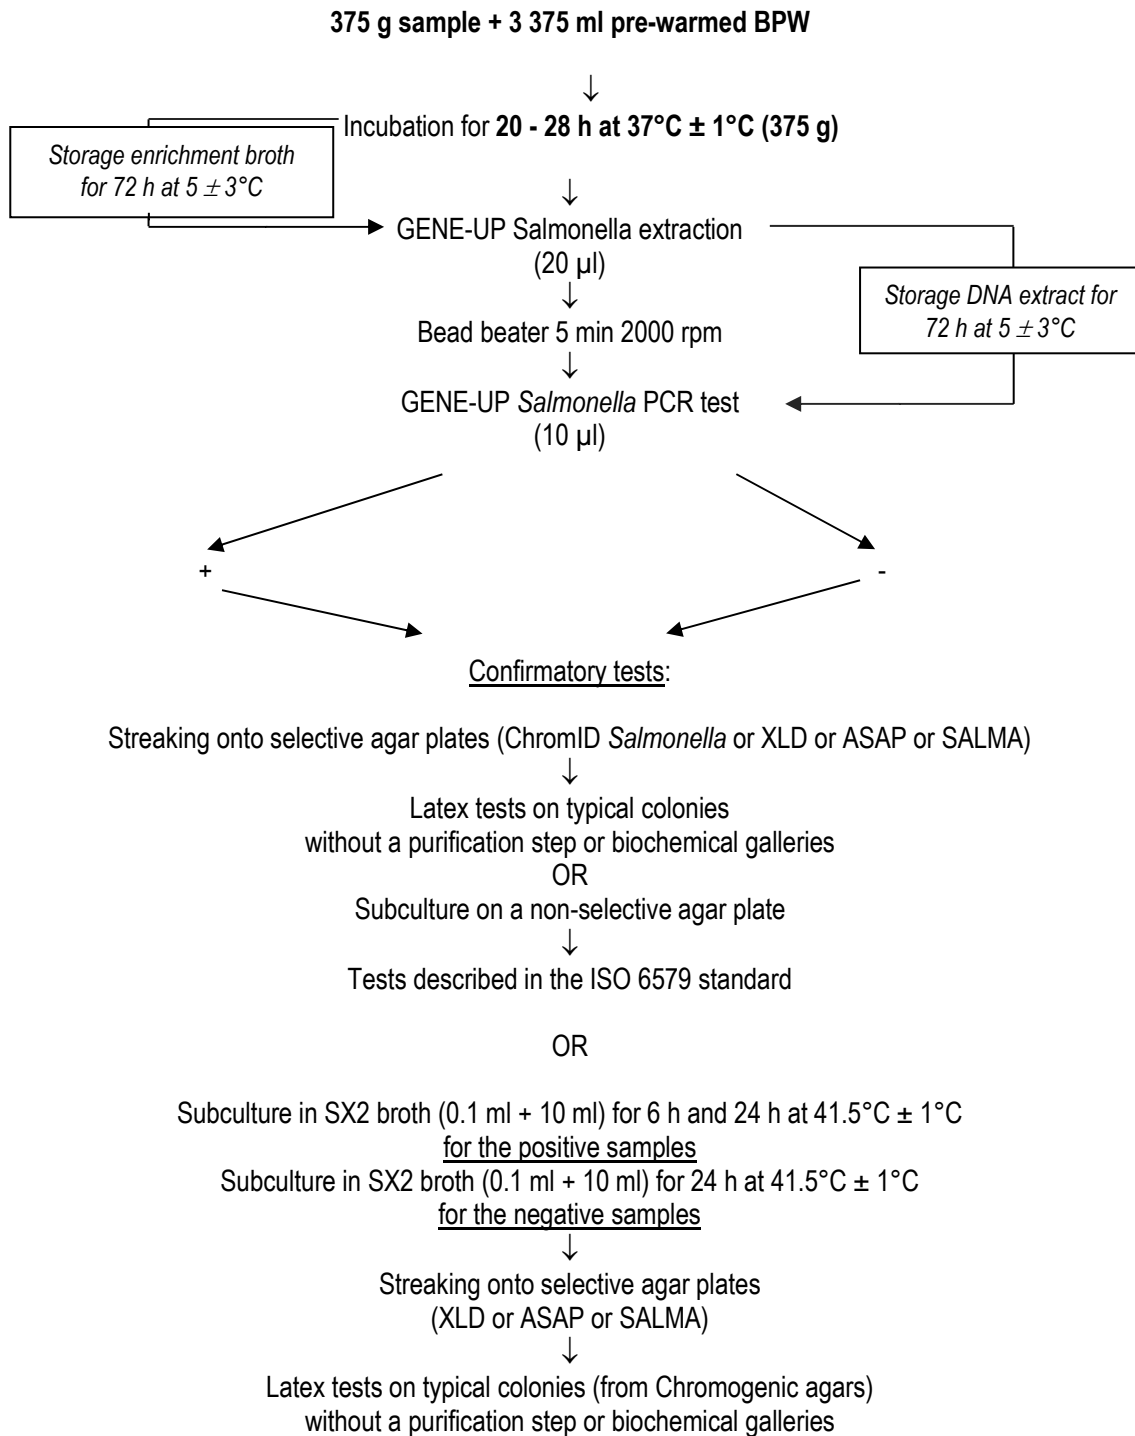 375 g sample + 3 375 ml pre-warmed BPW
↓
Incubation for 20 - 28 h at 37°C ± 1°C (375 g)
Storage enrichment broth
for 72 h at 5 ± 3°C
↓
GENE-UP Salmonella extraction
(20 µl)
↓
Storage DNA extract for
72 h at 5 ± 3°C
Bead beater 5 min 2000 rpm
↓
GENE-UP Salmonella PCR test
(10 µl)
+
-
Confirmatory tests:
Streaking onto selective agar plates (ChromID Salmonella or XLD or ASAP or SALMA)
↓
Latex tests on typical colonies
without a purification step or biochemical galleries
OR
Subculture on a non-selective agar plate
↓
Tests described in the ISO 6579 standard
OR
Subculture in SX2 broth (0.1 ml + 10 ml) for 6 h and 24 h at 41.5°C ± 1°C
for the positive samples
Subculture in SX2 broth (0.1 ml + 10 ml) for 24 h at 41.5°C ± 1°C
for the negative samples
↓
Streaking onto selective agar plates
(XLD or ASAP or SALMA)
↓
Latex tests on typical colonies (from Chromogenic agars)
without a purification step or biochemical galleries